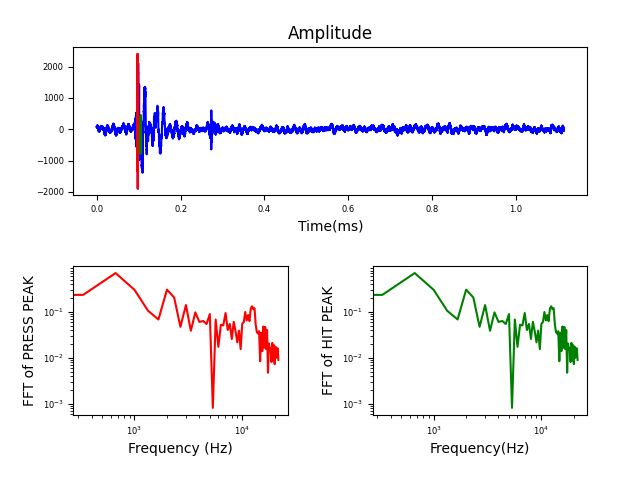 Amplitude
2000
1000
0
−1000
−2000
0.0 0.2 0.4 0.6 0.8 1.0
Time(ms)
FFT of PRESS PEAK
10⁻¹
10⁻²
10⁻³
10³ 10⁴
Frequency (Hz)
FFT of HIT PEAK
10⁻¹
10⁻²
10⁻³
10³ 10⁴
Frequency(Hz)